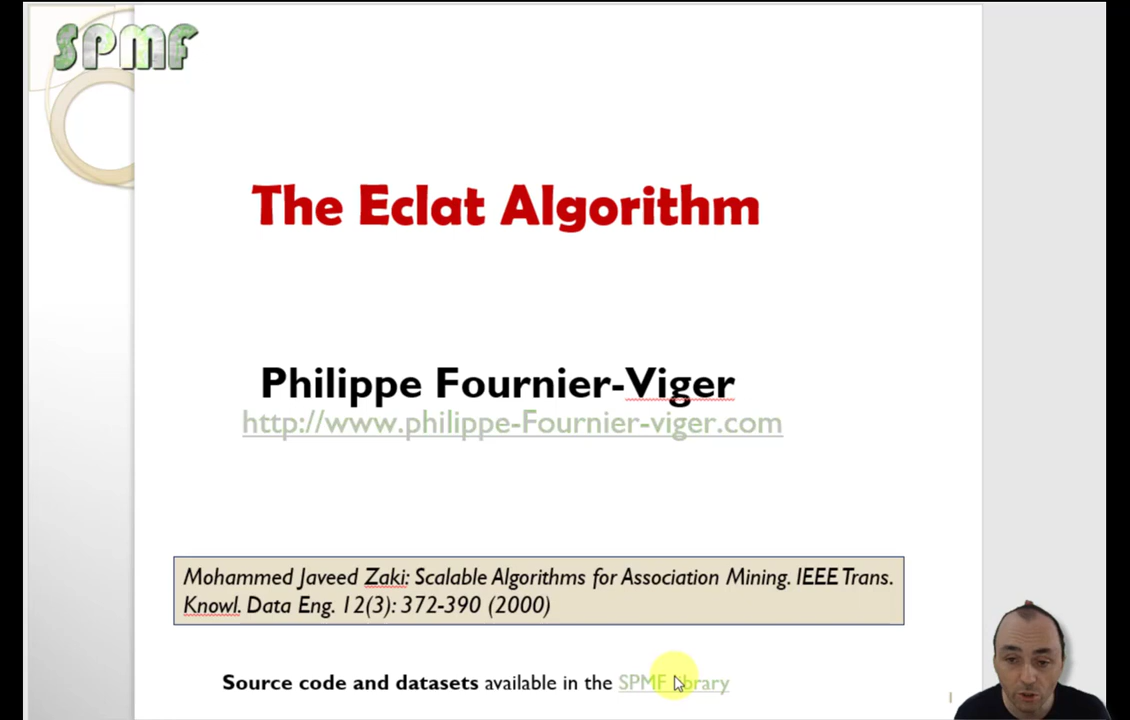 SPMF
The Eclat Algorithm
Philippe Fournier-Viger
http://www.philippe-Fournier-viger.com
Mohammed Javeed Zaki: Scalable Algorithms for Association Mining. IEEE Trans.
Knowl. Data Eng. 12(3): 372-390 (2000)
Source code and datasets available in the SPMF Library
1